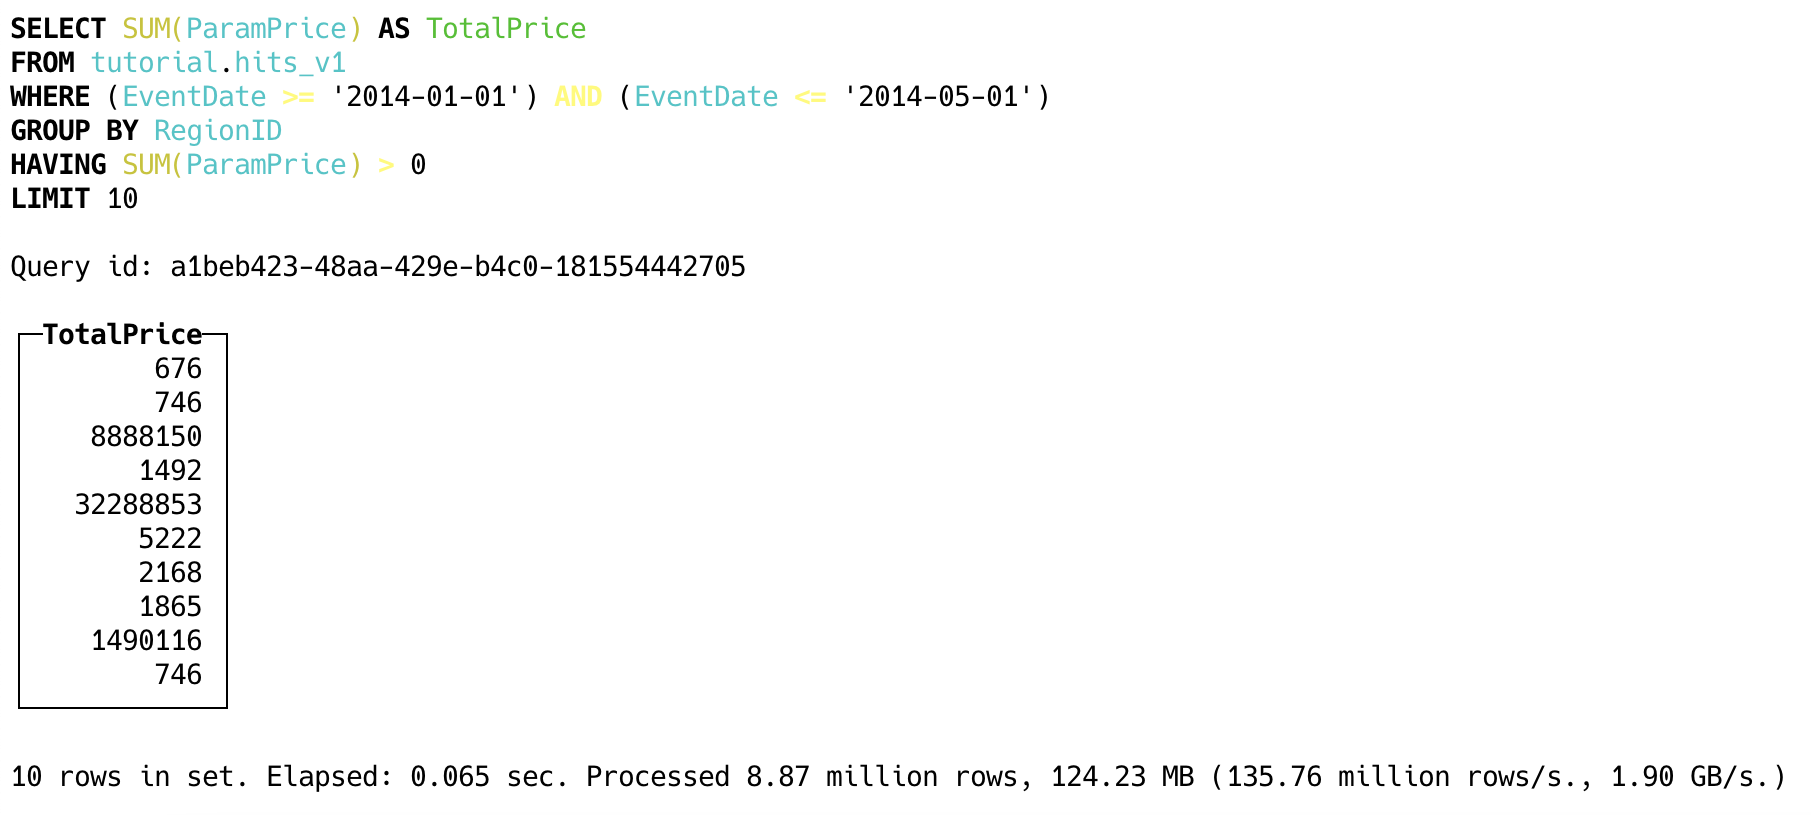 SELECT SUM(ParamPrice) AS TotalPrice
FROM tutorial.hits_v1
WHERE (EventDate >= '2014-01-01') AND (EventDate <= '2014-05-01')
GROUP BY RegionID
HAVING SUM(ParamPrice) > 0
LIMIT 10
Query id: a1beb423-48aa-429e-b4c0-181554442705
TotalPrice
676
746
8888150
1492
32288853
5222
2168
1865
1490116
746
10 rows in set. Elapsed: 0.065 sec. Processed 8.87 million rows, 124.23 MB (135.76 million rows/s., 1.90 GB/s.)